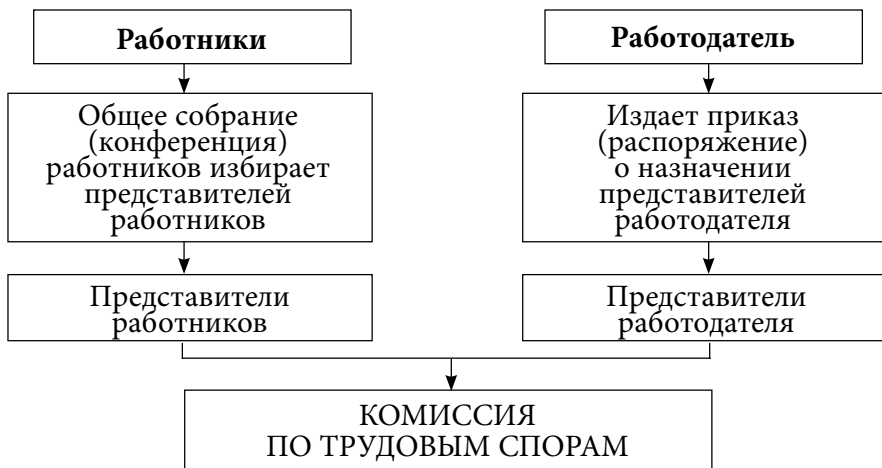 Работники
Работодатель
Общее собрание
(конференция)
работников избирает
представителей
работников
Издает приказ
(распоряжение)
о назначении
представителей
работодателя
Представители
работников
Представители
работодателя
КОМИССИЯ
ПО ТРУДОВЫМ СПОРАМ